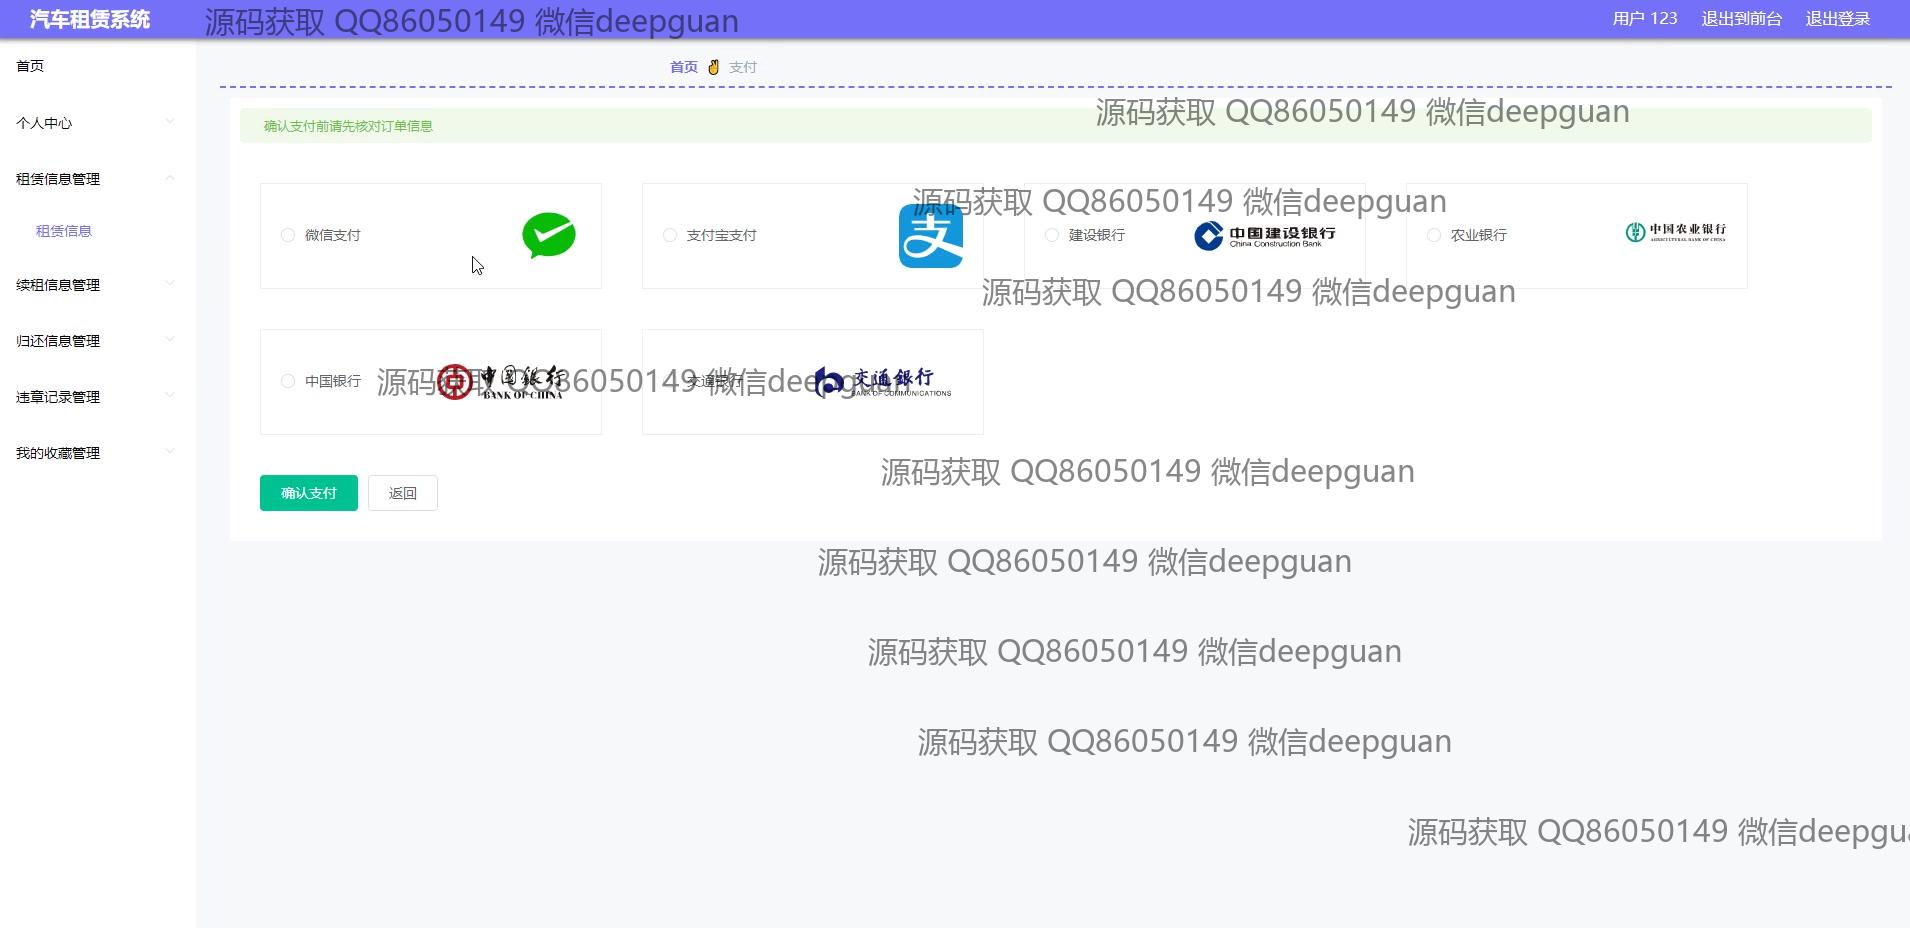 汽车租赁系统
源码获取 QQ86050149 微信deepguan
用户 123 退出到前台 退出登录
首页
个人中心
租赁信息管理
租赁信息
续租信息管理
归还信息管理
违章记录管理
我的收藏管理
首页 支付
源码获取 QQ86050149 微信deepguan
确认支付前请先核对订单信息
源码获取 QQ86050149 微信deepguan
微信支付
支付宝支付
支
建设银行
中国建设银行
China Construction Bank
农业银行
中国农业银行
AGRICULTURAL BANK OF CHINA
源码获取 QQ86050149 微信deepguan
中国银行
中国銀行
BANK OF CHINA
源码获取 QQ86050149 微信deepguan
交通银行
交通銀行
BANK OF COMMUNICATIONS
源码获取 QQ86050149 微信deepguan
确认支付 返回
源码获取 QQ86050149 微信deepguan
源码获取 QQ86050149 微信deepguan
源码获取 QQ86050149 微信deepguan
源码获取 QQ86050149 微信deepgua